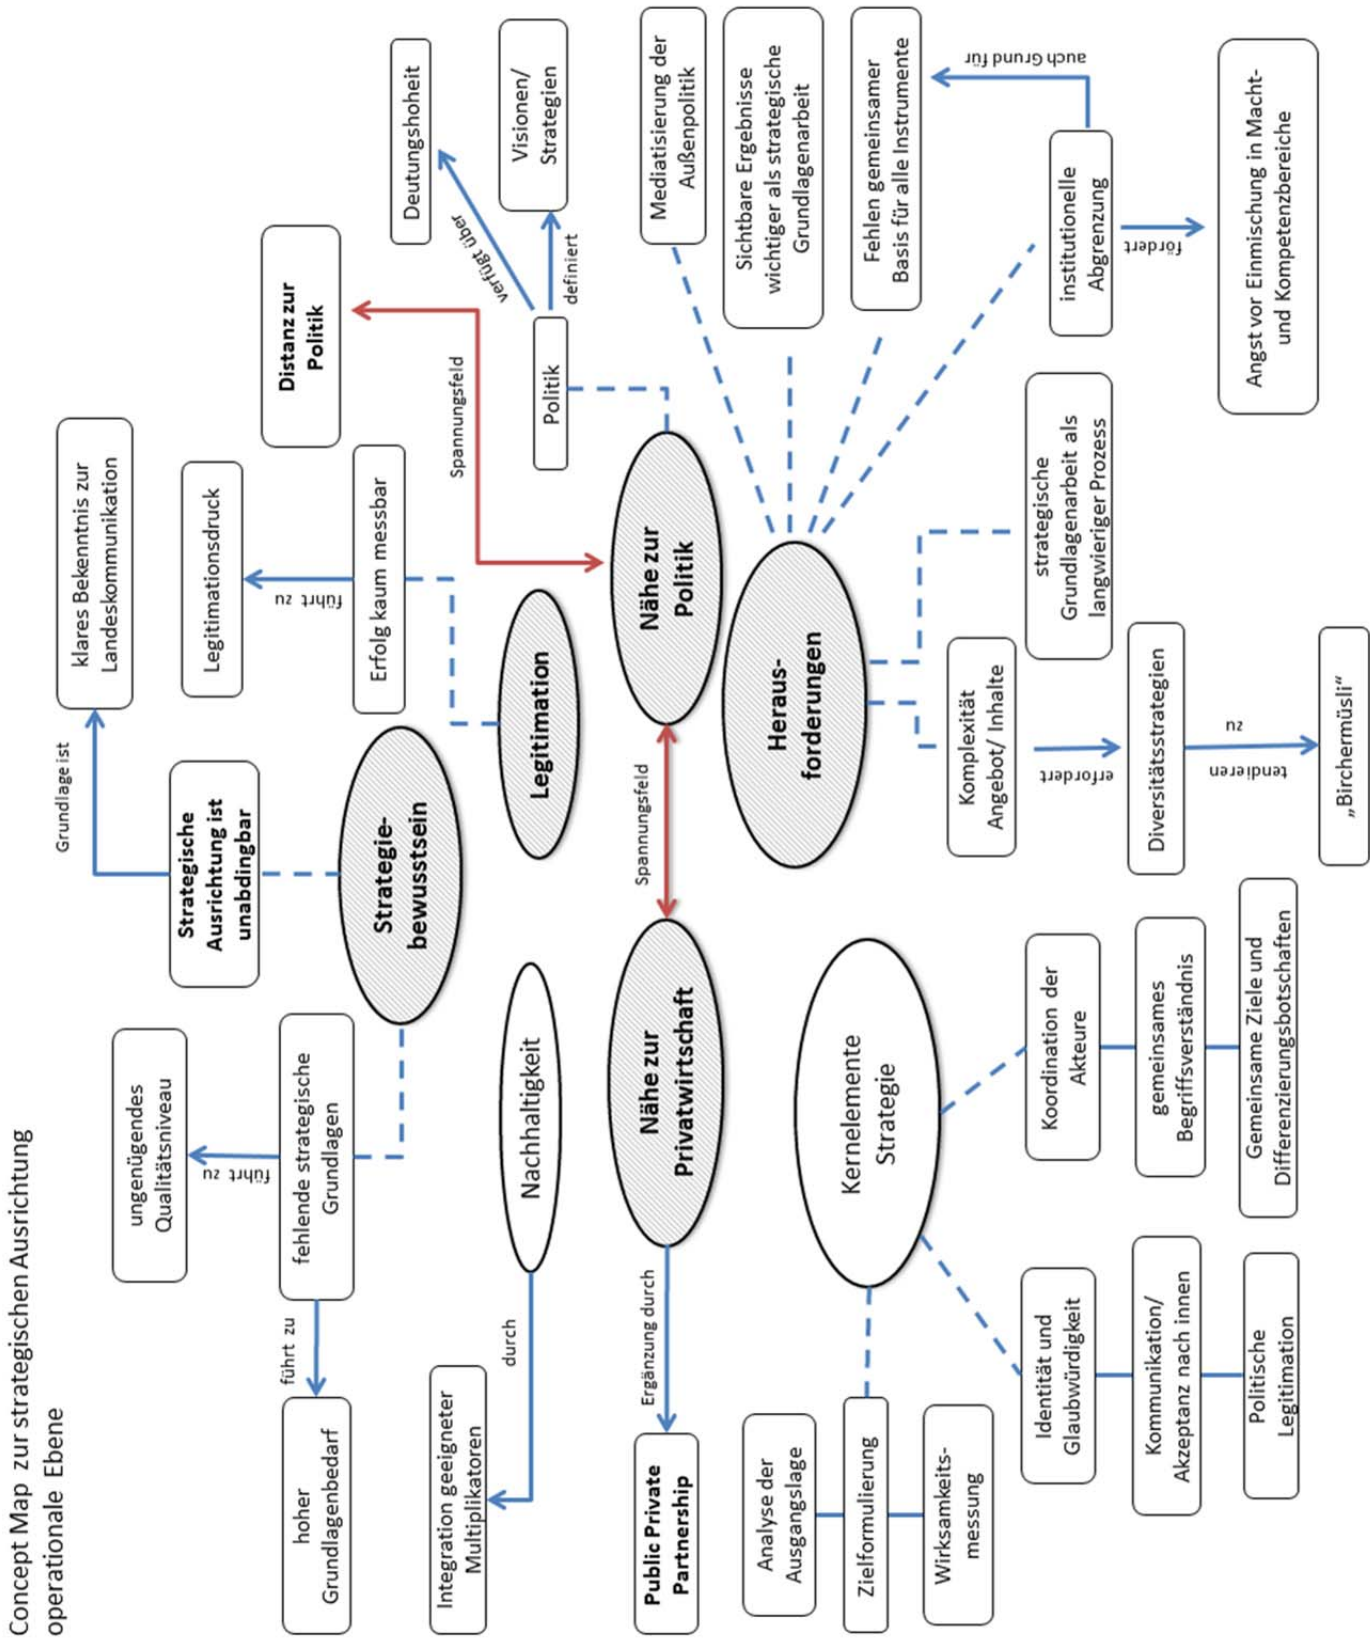 Concept Map zur strategischen Ausrichtung
operationale Ebene
ungenügendes
Qualitätsniveau
führt zu
fehlende strategische
Grundlagen
führt zu
hoher
Grundlagenbedarf
Grundlage ist
klares Bekenntnis zur
Landeskommunikation
Strategische
Ausrichtung ist
unabdingbar
Strategie-
bewusstsein
Legitimationsdruck
führt zu
Erfolg kaum messbar
Legitimation
Distanz zur
Politik
Spannungsfeld
Deutungshoheit
verfügt über
Visionen/
Strategien
definiert
Politik
Integration geeigneter
Multiplikatoren
durch
Nachhaltigkeit
Public Private
Partnership
Ergänzung durch
Nähe zur
Privatwirtschaft
Spannungsfeld
Nähe zur
Politik
Heraus-
forderungen
Mediatisierung der
Außenpolitik
Sichtbare Ergebnisse
wichtiger als strategische
Grundlagenarbeit
Fehlen gemeinsamer
Basis für alle Instrumente
auch Grund für
institutionelle
Abgrenzung
fördert
Angst vor Einmischung in Macht-
und Kompetenzbereiche
strategische
Grundlagenarbeit als
langwieriger Prozess
Komplexität
Angebot/ Inhalte
erfordert
Diversitätsstrategien
tendieren
zu
„Birchermüsli“
Kernelemente
Strategie
Analyse der
Ausgangslage
Zielformulierung
Wirksamkeits-
messung
Identität und
Glaubwürdigkeit
Kommunikation/
Akzeptanz nach innen
Politische
Legitimation
Koordination der
Akteure
gemeinsames
Begriffsverständnis
Gemeinsame Ziele und
Differenzierungsbotschaften